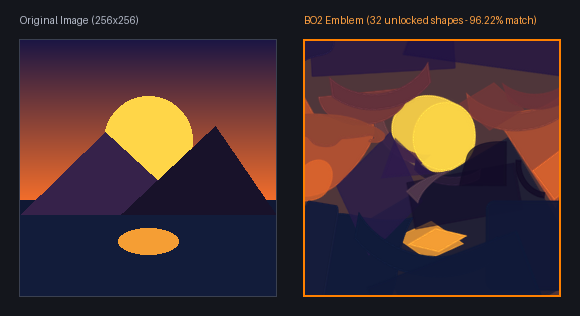 Original Image (256x256)
BO2 Emblem (32 unlocked shapes - 96.22% match)